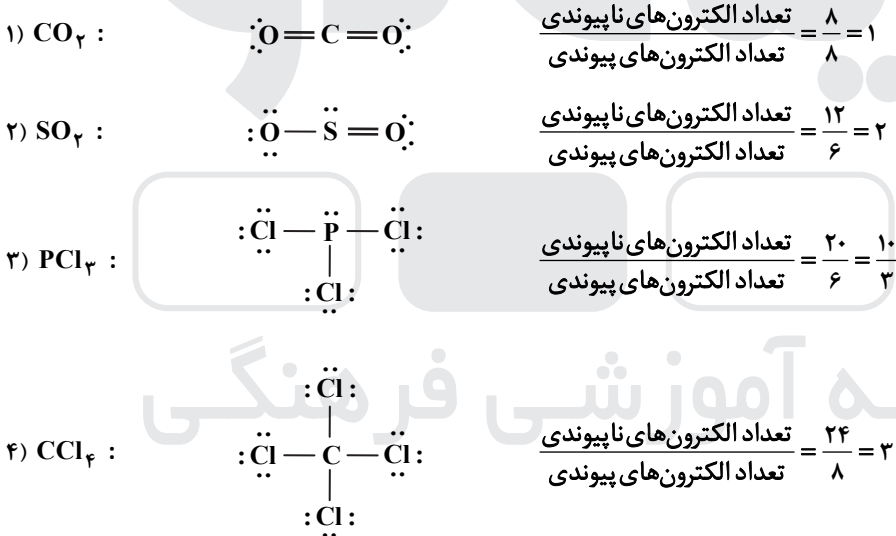 ۱) CO۲ : O = C = O تعداد الکترون‌های ناپیوندی / تعداد الکترون‌های پیوندی = ۸ / ۸ = ۱
۲) SO۲ : O — S = O تعداد الکترون‌های ناپیوندی / تعداد الکترون‌های پیوندی = ۱۲ / ۶ = ۲
۳) PCl۳ : Cl — P — Cl تعداد الکترون‌های ناپیوندی / تعداد الکترون‌های پیوندی = ۲۰ / ۶ = ۱۰ / ۳
Cl
ه آموزشی فرهنگی
Cl
۴) CCl۴ : Cl — C — Cl تعداد الکترون‌های ناپیوندی / تعداد الکترون‌های پیوندی = ۲۴ / ۸ = ۳
Cl